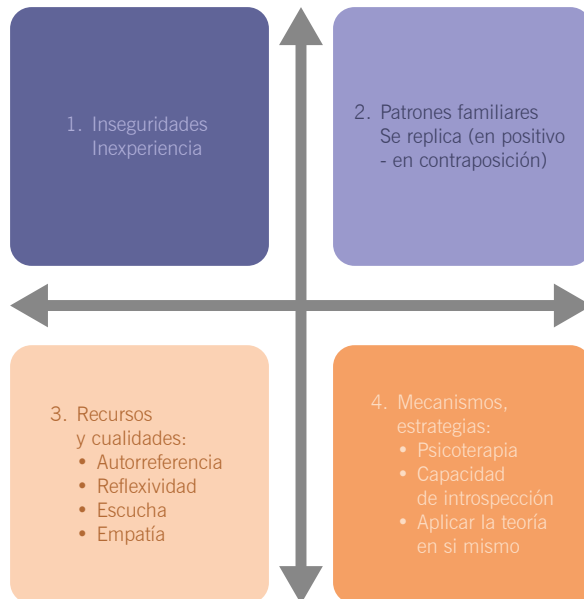 1. Inseguridades
Inexperiencia
2. Patrones familiares
Se replica (en positivo
- en contraposición)
3. Recursos
y cualidades:
• Autorreferencia
• Reflexividad
• Escucha
• Empatía
4. Mecanismos,
estrategias:
• Psicoterapia
• Capacidad
de introspección
• Aplicar la teoría
en si mismo